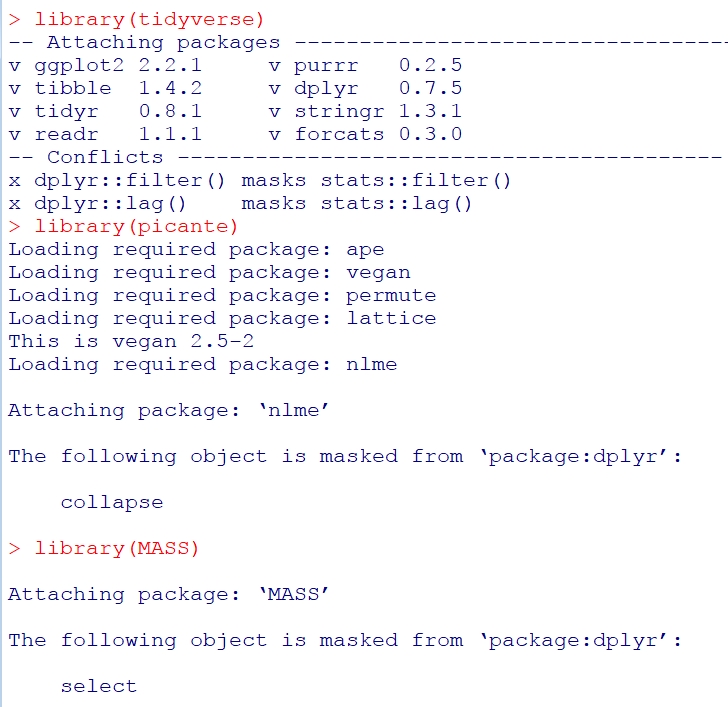 > library(tidyverse)
-- Attaching packages ---------------------------------
v ggplot2 2.2.1     v purrr   0.2.5
v tibble  1.4.2     v dplyr   0.7.5
v tidyr   0.8.1     v stringr 1.3.1
v readr   1.1.1     v forcats 0.3.0
-- Conflicts ------------------------------------------
x dplyr::filter() masks stats::filter()
x dplyr::lag()    masks stats::lag()
> library(picante)
Loading required package: ape
Loading required package: vegan
Loading required package: permute
Loading required package: lattice
This is vegan 2.5-2
Loading required package: nlme

Attaching package: ‘nlme’

The following object is masked from ‘package:dplyr’:

    collapse

> library(MASS)

Attaching package: ‘MASS’

The following object is masked from ‘package:dplyr’:

    select